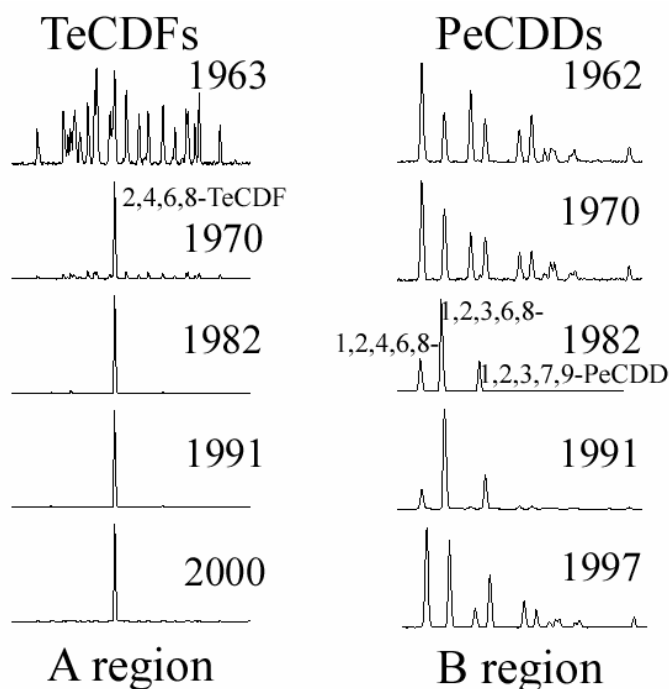 TeCDFs
1963
2,4,6,8-TeCDF
1970
1982
1991
2000
A region
PeCDDs
1962
1970
1,2,3,6,8-
1,2,4,6,8-
1982
1,2,3,7,9-PeCDD
1991
1997
B region